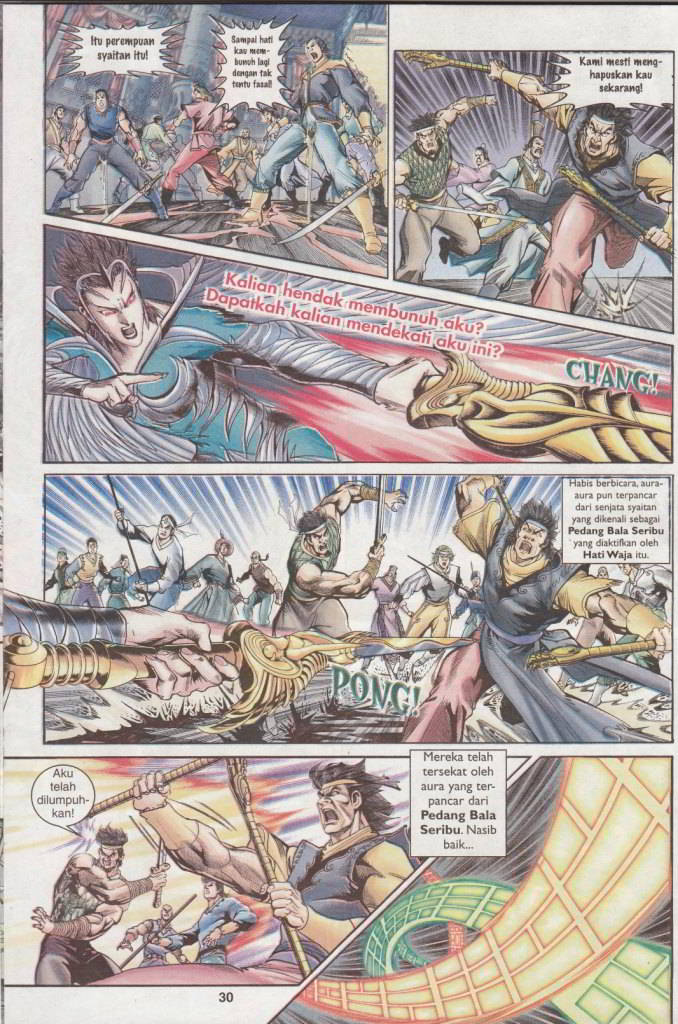 Itu perempuan
syaitan itu!
Sampai hati
kau mem-
bunuh lagi
dengan tak
tentu fasal!
Kami mesti meng-
hapuskan kau
sekarang!
Kalian hendak membunuh aku?
Dapatkah kalian mendekati aku ini?
CHANG!
Habis berbicara, aura-
aura pun terpancar
dari senjata syaitan
yang dikenali sebagai
Pedang Bala Seribu
yang diaktifkan oleh
Hati Waja itu.
PONG!
Aku
telah
dilumpuh-
kan!
Mereka telah
tersekat oleh
aura yang ter-
pancar dari
Pedang Bala
Seribu. Nasib
baik...
30